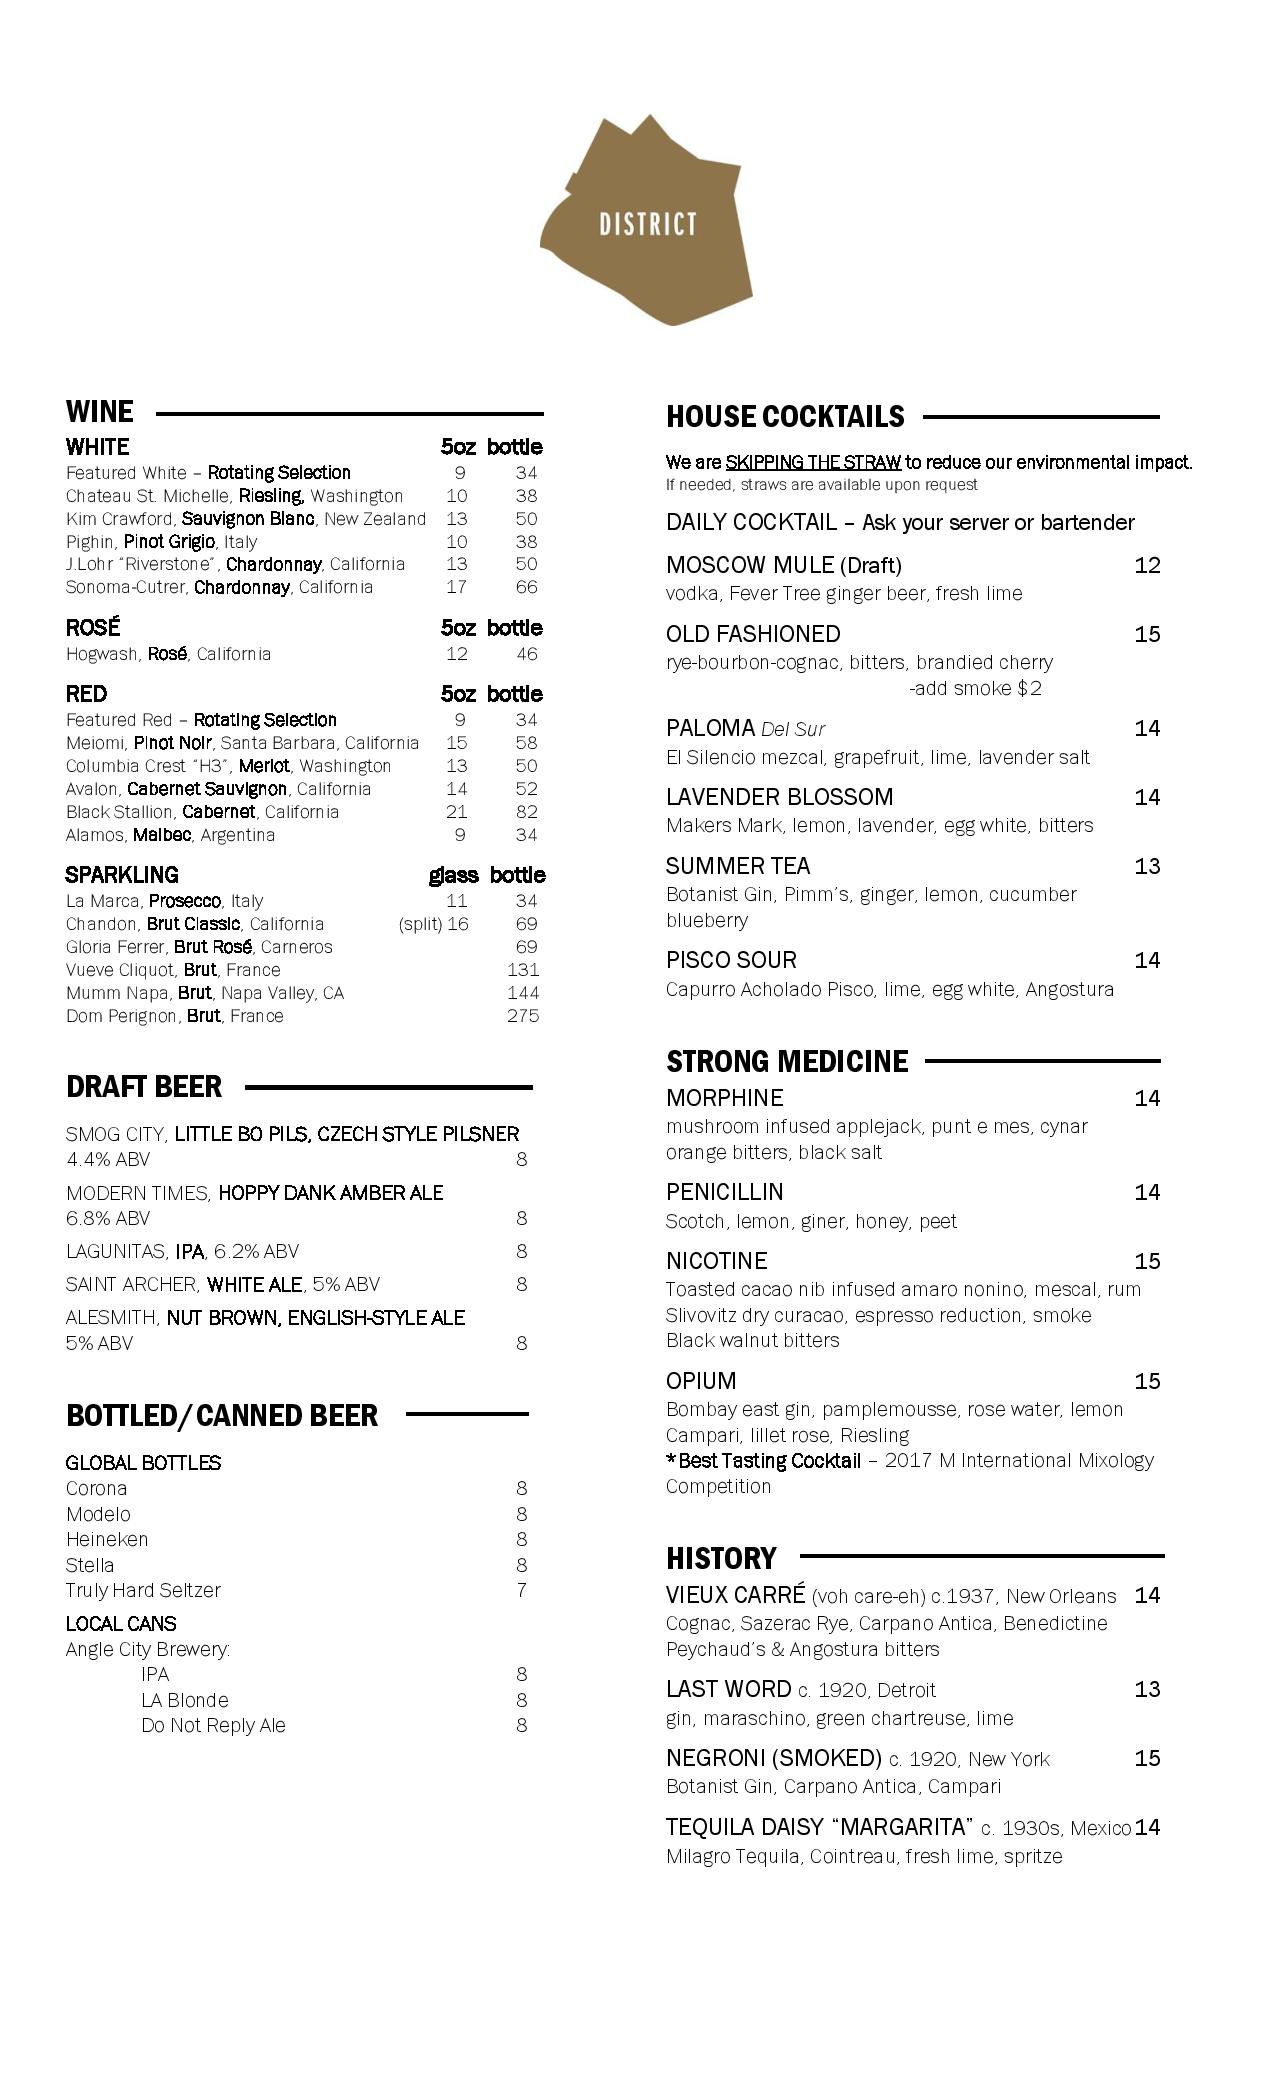 DISTRICT
WINE
WHITE 5oz bottle
Featured White – Rotating Selection 9 34
Chateau St. Michelle, Riesling, Washington 10 38
Kim Crawford, Sauvignon Blanc, New Zealand 13 50
Pighin, Pinot Grigio, Italy 10 38
J.Lohr “Riverstone”, Chardonnay, California 13 50
Sonoma-Cutrer, Chardonnay, California 17 66
ROSÉ 5oz bottle
Hogwash, Rosé, California 12 46
RED 5oz bottle
Featured Red – Rotating Selection 9 34
Meiomi, Pinot Noir, Santa Barbara, California 15 58
Columbia Crest “H3”, Merlot, Washington 13 50
Avalon, Cabernet Sauvignon, California 14 52
Black Stallion, Cabernet, California 21 82
Alamos, Malbec, Argentina 9 34
SPARKLING glass bottle
La Marca, Prosecco, Italy 11 34
Chandon, Brut Classic, California (split) 16 69
Gloria Ferrer, Brut Rosé, Carneros 69
Vueve Cliquot, Brut, France 131
Mumm Napa, Brut, Napa Valley, CA 144
Dom Perignon, Brut, France 275
DRAFT BEER
SMOG CITY, LITTLE BO PILS, CZECH STYLE PILSNER
4.4% ABV 8
MODERN TIMES, HOPPY DANK AMBER ALE
6.8% ABV 8
LAGUNITAS, IPA, 6.2% ABV 8
SAINT ARCHER, WHITE ALE, 5% ABV 8
ALESMITH, NUT BROWN, ENGLISH-STYLE ALE
5% ABV 8
BOTTLED/CANNED BEER
GLOBAL BOTTLES
Corona 8
Modelo 8
Heineken 8
Stella 8
Truly Hard Seltzer 7
LOCAL CANS
Angle City Brewery:
IPA 8
LA Blonde 8
Do Not Reply Ale 8
HOUSE COCKTAILS
We are SKIPPING THE STRAW to reduce our environmental impact.
If needed, straws are available upon request
DAILY COCKTAIL – Ask your server or bartender
MOSCOW MULE (Draft) 12
vodka, Fever Tree ginger beer, fresh lime
OLD FASHIONED 15
rye-bourbon-cognac, bitters, brandied cherry
-add smoke $2
PALOMA Del Sur 14
El Silencio mezcal, grapefruit, lime, lavender salt
LAVENDER BLOSSOM 14
Makers Mark, lemon, lavender, egg white, bitters
SUMMER TEA 13
Botanist Gin, Pimm’s, ginger, lemon, cucumber
blueberry
PISCO SOUR 14
Capurro Acholado Pisco, lime, egg white, Angostura
STRONG MEDICINE
MORPHINE 14
mushroom infused applejack, punt e mes, cynar
orange bitters, black salt
PENICILLIN 14
Scotch, lemon, giner, honey, peet
NICOTINE 15
Toasted cacao nib infused amaro nonino, mescal, rum
Slivovitz dry curacao, espresso reduction, smoke
Black walnut bitters
OPIUM 15
Bombay east gin, pamplemousse, rose water, lemon
Campari, lillet rose, Riesling
*Best Tasting Cocktail – 2017 M International Mixology
Competition
HISTORY
VIEUX CARRÉ (voh care-eh) c.1937, New Orleans 14
Cognac, Sazerac Rye, Carpano Antica, Benedictine
Peychaud’s & Angostura bitters
LAST WORD c. 1920, Detroit 13
gin, maraschino, green chartreuse, lime
NEGRONI (SMOKED) c. 1920, New York 15
Botanist Gin, Carpano Antica, Campari
TEQUILA DAISY “MARGARITA” c. 1930s, Mexico 14
Milagro Tequila, Cointreau, fresh lime, spritze